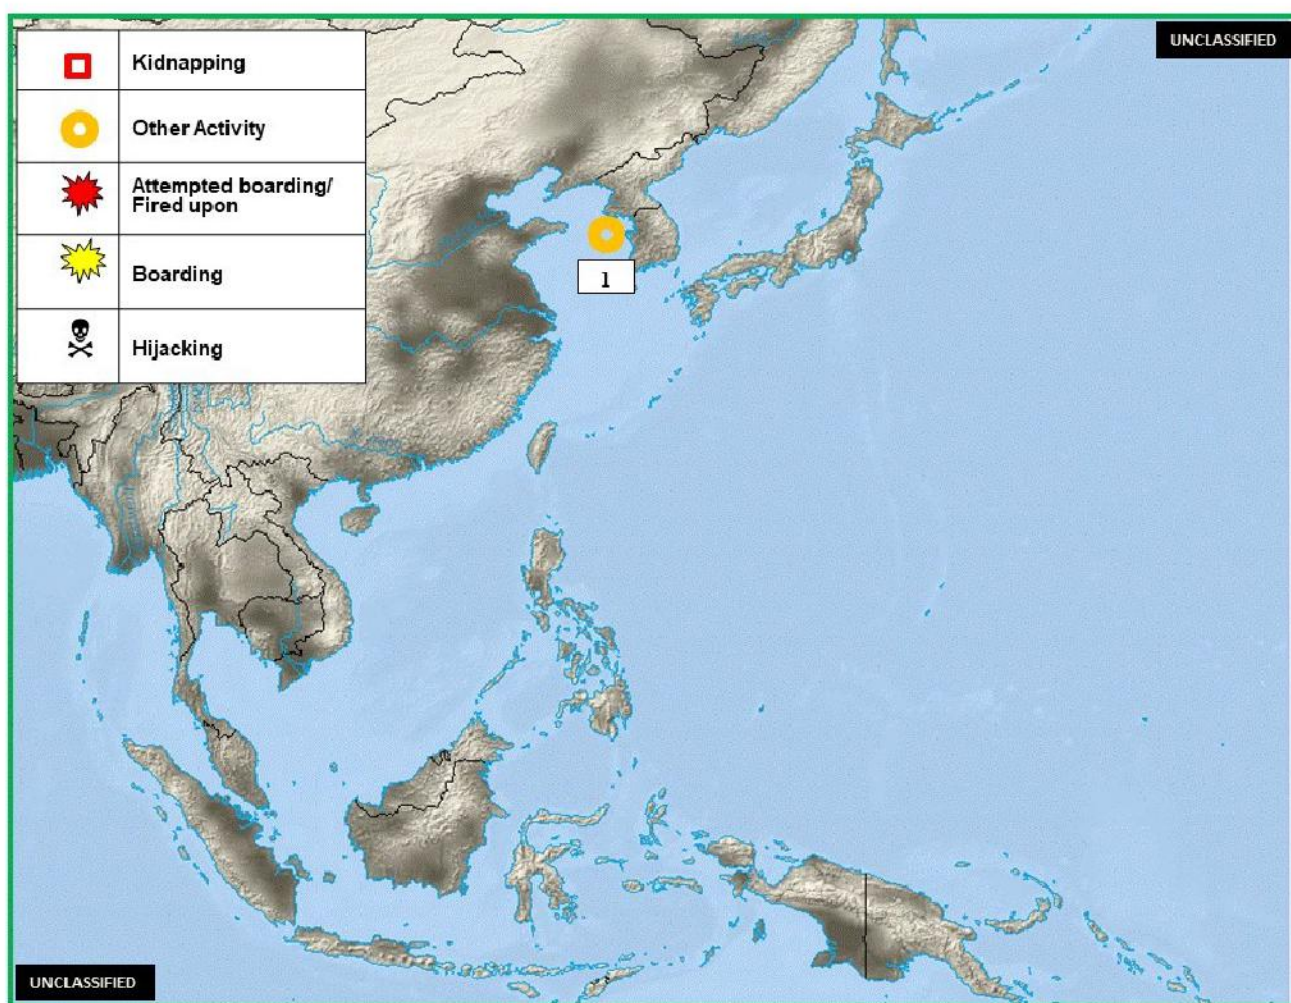 UNCLASSIFIED
Kidnapping
Other Activity
Attempted boarding/
Fired upon
Boarding
Hijacking
1
UNCLASSIFIED